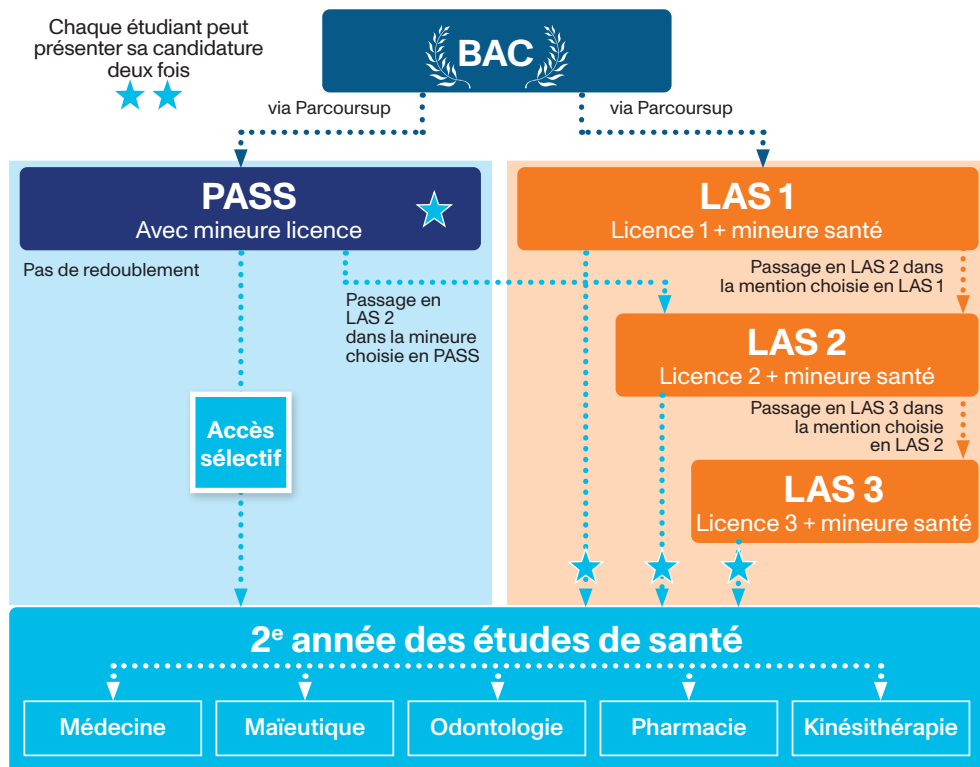 Chaque étudiant peut
présenter sa candidature
deux fois
BAC
via Parcoursup
via Parcoursup
PASS
Avec mineure licence
LAS 1
Licence 1 + mineure santé
Pas de redoublement
Passage en
LAS 2
dans la mineure
choisie en PASS
Passage en LAS 2 dans
la mention choisie en LAS 1
LAS 2
Licence 2 + mineure santé
Accès
sélectif
Passage en LAS 3 dans
la mention choisie
en LAS 2
LAS 3
Licence 3 + mineure santé
2e année des études de santé
Médecine
Maïeutique
Odontologie
Pharmacie
Kinésithérapie